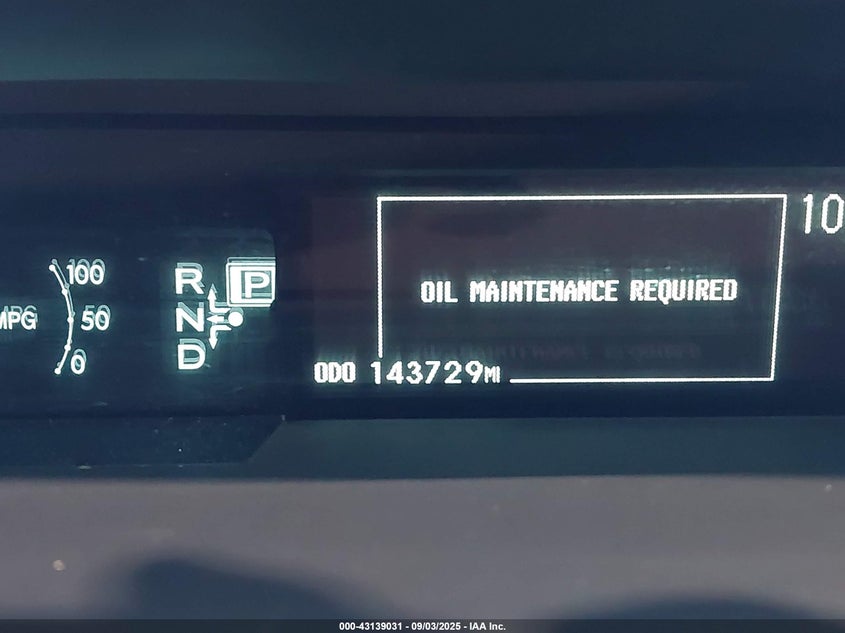 100
MPG
50
0
R
P
N
D
10
OIL MAINTENANCE REQUIRED
ODO 143729MI
000-43139031 - 09/03/2025 - IAA Inc.